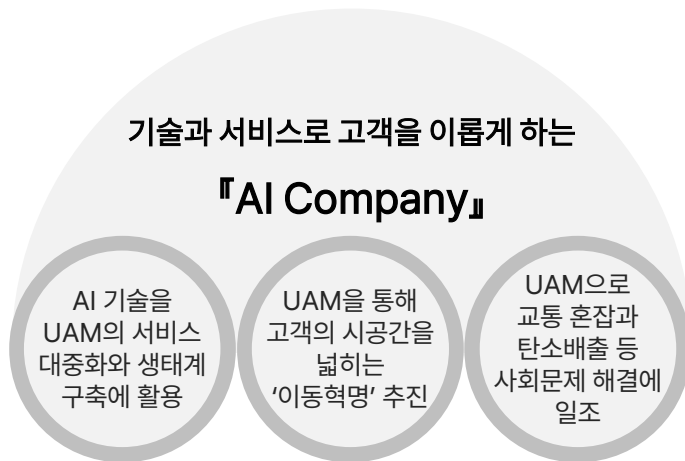 기술과 서비스로 고객을 이롭게 하는
『AI Company』
AI 기술을
UAM의 서비스
대중화와 생태계
구축에 활용
UAM을 통해
고객의 시공간을
넓히는
‘이동혁명’ 추진
UAM으로
교통 혼잡과
탄소배출 등
사회문제 해결에
일조